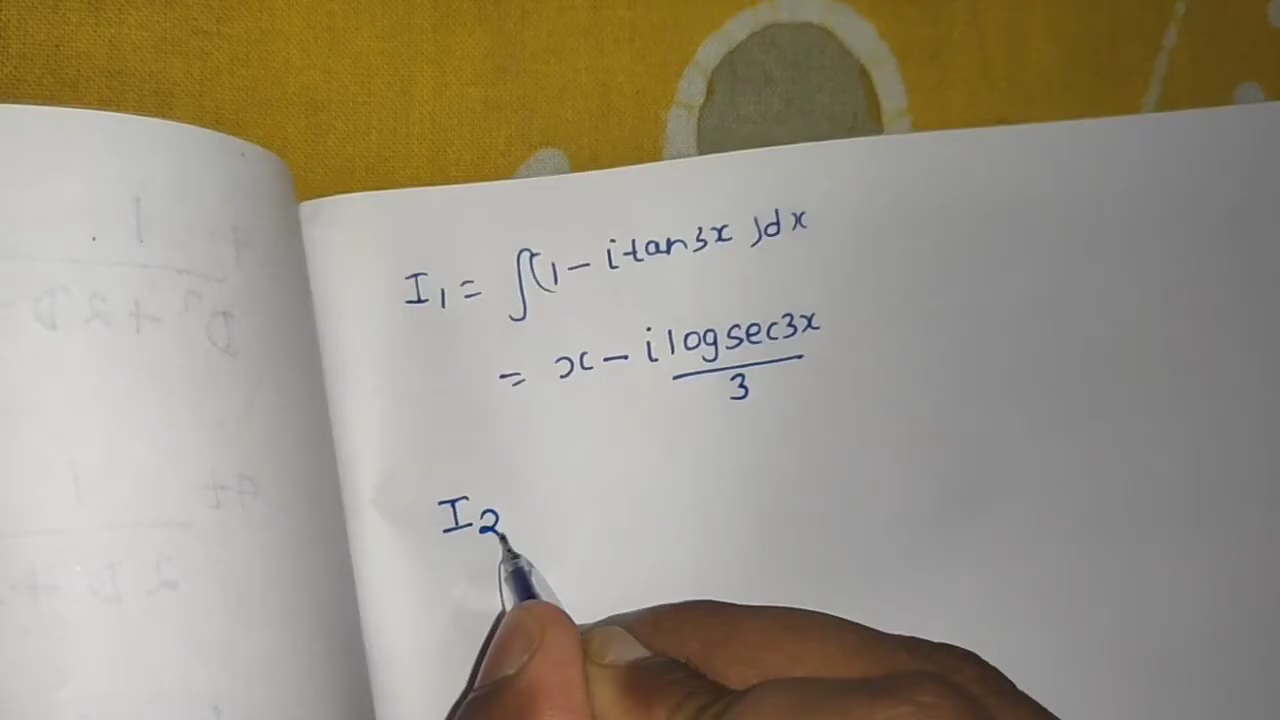 I₁ = ∫(1 - i tan3x)dx
= x - i log sec3x / 3
I₂